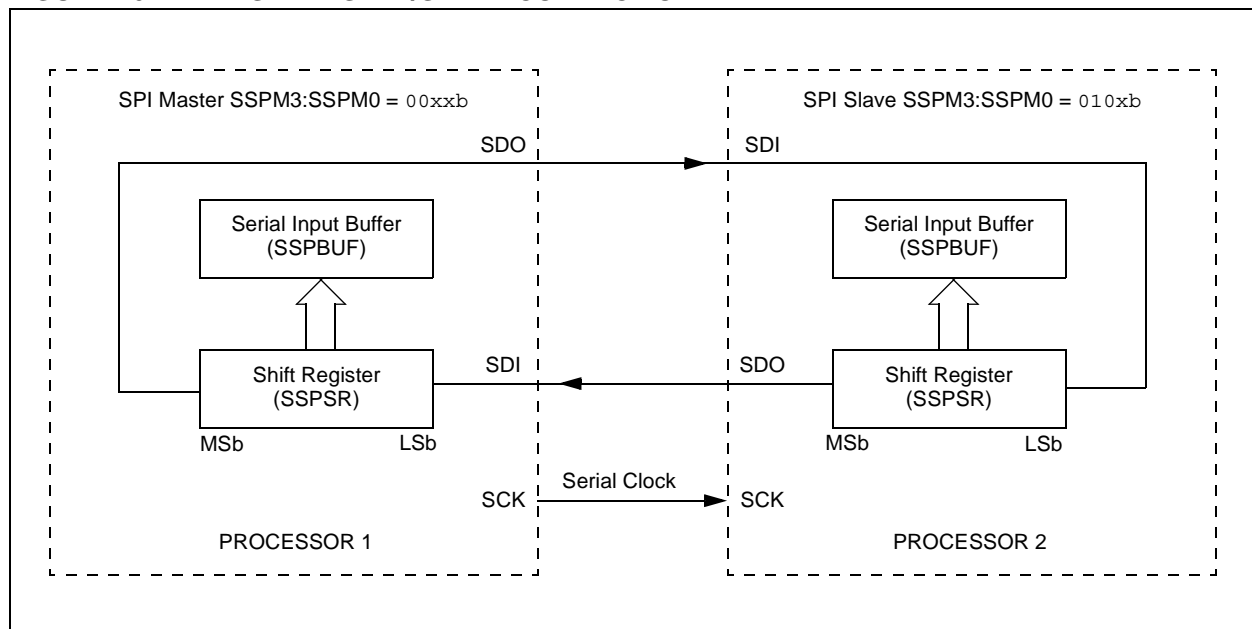 SPI Master SSPM3:SSPM0 = 00xxb
SPI Slave SSPM3:SSPM0 = 010xb
SDO
SDI
Serial Input Buffer
(SSPBUF)
Serial Input Buffer
(SSPBUF)
Shift Register
(SSPSR)
SDI
SDO
Shift Register
(SSPSR)
MSb
LSb
MSb
LSb
SCK
Serial Clock
SCK
PROCESSOR 1
PROCESSOR 2